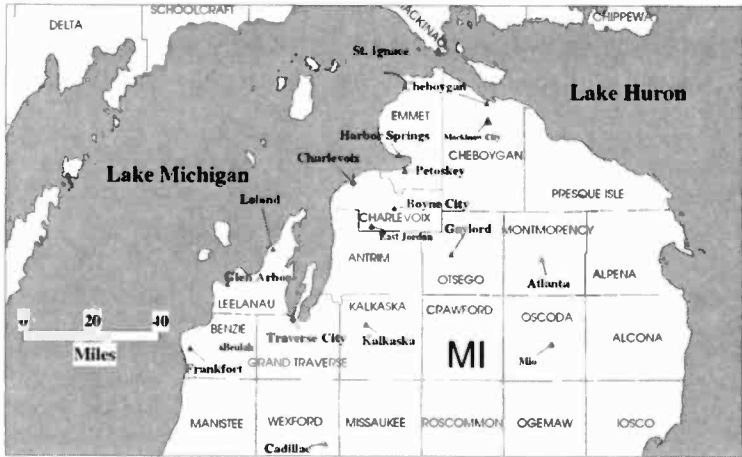 SCHOOLCRAFT
DELTA
MACKINAC
CHIPPEWA
St. Ignace
Cheboygan
Lake Huron
EMMET
Mackinaw City
Harbor Springs
CHEBOYGAN
Charlevoix
Lake Michigan
Petoskey
PRESQUE ISLE
Leland
Boyne City
CHARLEVOIX
East Jordan
Gaylord
MONTMORENCY
ANTRIM
Glen Arbor
OTSEGO
Atlanta
ALPENA
LEELANAU
0 20 40
Miles
KALKASKA
CRAWFORD
OSCODA
BENZIE
Traverse City
Kalkaska
ALCONA
Beulah
GRAND TRAVERSE
MI
Mio
Frankfort
MANISTEE
WEXFORD
MISSAUKEE
ROSCOMMON
OGEMAW
IOSCO
Cadillac